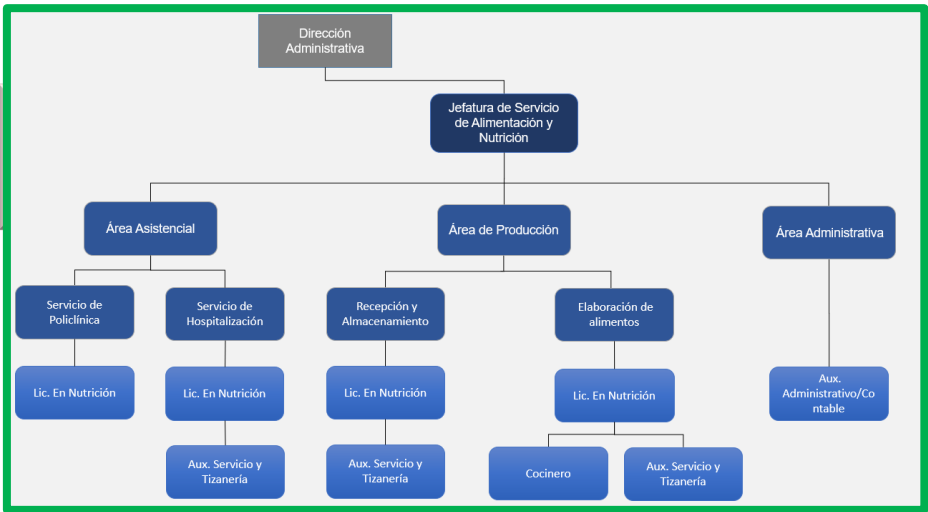 Dirección
Administrativa
Jefatura de Servicio
de Alimentación y
Nutrición
Área Asistencial
Área de Producción
Área Administrativa
Servicio de
Policlínica
Servicio de
Hospitalización
Recepción y
Almacenamiento
Elaboración de
alimentos
Lic. En Nutrición
Lic. En Nutrición
Lic. En Nutrición
Lic. En Nutrición
Aux.
Administrativo/Co
ntable
Aux. Servicio y
Tizanería
Aux. Servicio y
Tizanería
Cocinero
Aux. Servicio y
Tizanería